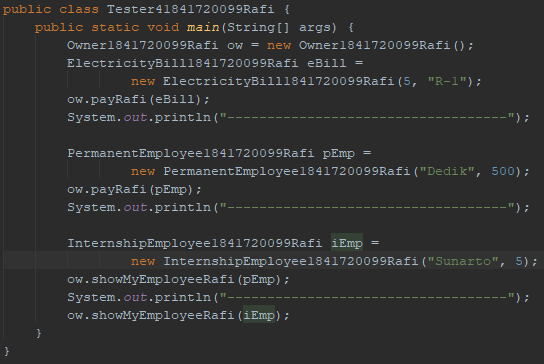 public class Tester41841720099Rafi {
    public static void main(String[] args) {
        Owner1841720099Rafi ow = new Owner1841720099Rafi();
        ElectricityBill1841720099Rafi eBill =
                new ElectricityBill1841720099Rafi(5, "R-1");
        ow.payRafi(eBill);
        System.out.println("-----------------------------------");

        PermanentEmployee1841720099Rafi pEmp =
                new PermanentEmployee1841720099Rafi("Dedik", 500);
        ow.payRafi(pEmp);
        System.out.println("-----------------------------------");

        InternshipEmployee1841720099Rafi iEmp =
                new InternshipEmployee1841720099Rafi("Sunarto", 5);
        ow.showMyEmployeeRafi(pEmp);
        System.out.println("-----------------------------------");
        ow.showMyEmployeeRafi(iEmp);
    }
}